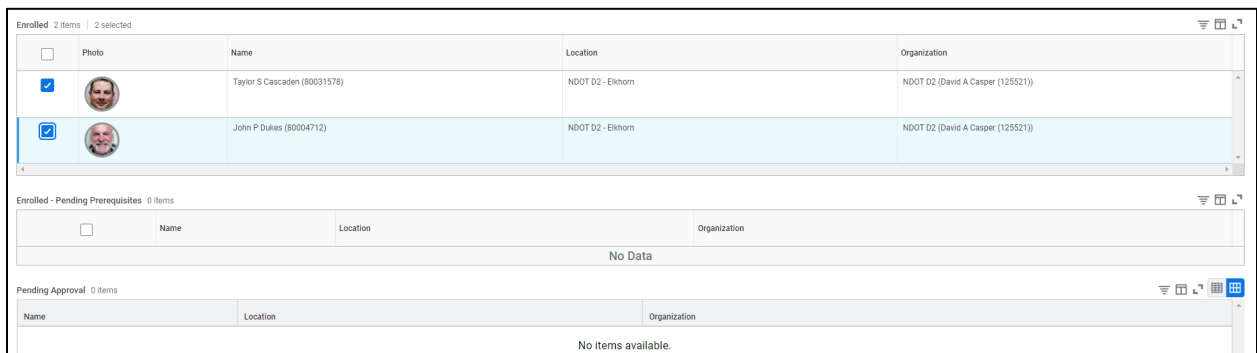 Enrolled 2 items | 2 selected
Photo Name Location Organization
Taylor S Cascaden (80031578) NDOT D2 - Elkhorn NDOT D2 (David A Casper (125521))
John P Dukes (80004712) NDOT D2 - Elkhorn NDOT D2 (David A Casper (125521))
Enrolled - Pending Prerequisites 0 items
Name Location Organization
No Data
Pending Approval 0 items
Name Location Organization
No items available.